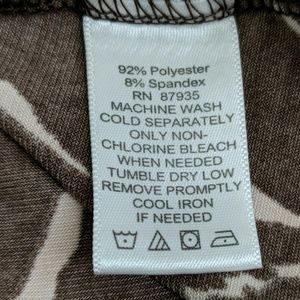 92% Polyester
8% Spandex
RN 87935
MACHINE WASH
COLD SEPARATELY
ONLY NON-
CHLORINE BLEACH
WHEN NEEDED
TUMBLE DRY LOW
REMOVE PROMPTLY
COOL IRON
IF NEEDED